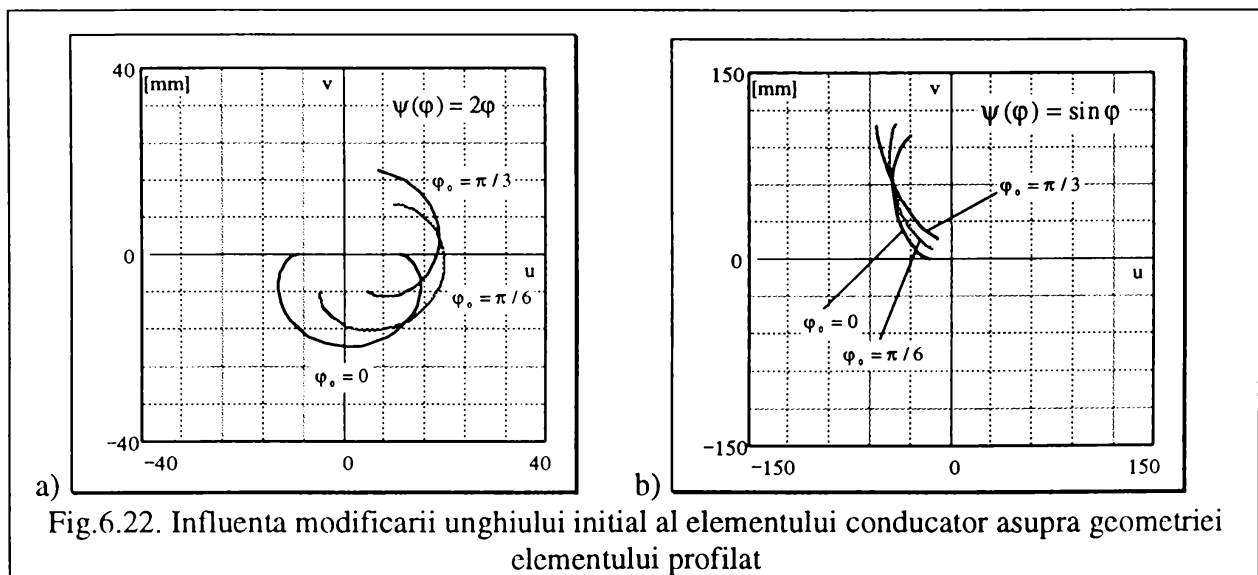 40
[mm]
v
ψ(φ) = 2φ
φ₀ = π/3
0
u
φ₀ = π/6
φ₀ = 0
−40
−40
0
40
a)
150
[mm]
v
ψ(φ) = sin φ
φ₀ = π/3
0
u
φ₀ = 0
φ₀ = π/6
−150
−150
0
150
b)
Fig.6.22. Influenta modificarii unghiului initial al elementului conducator asupra geometriei
elementului profilat